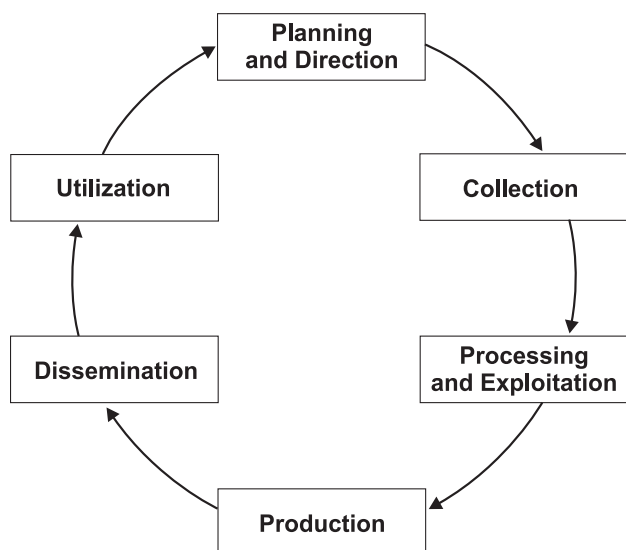 Planning
and Direction
Collection
Processing
and Exploitation
Production
Dissemination
Utilization